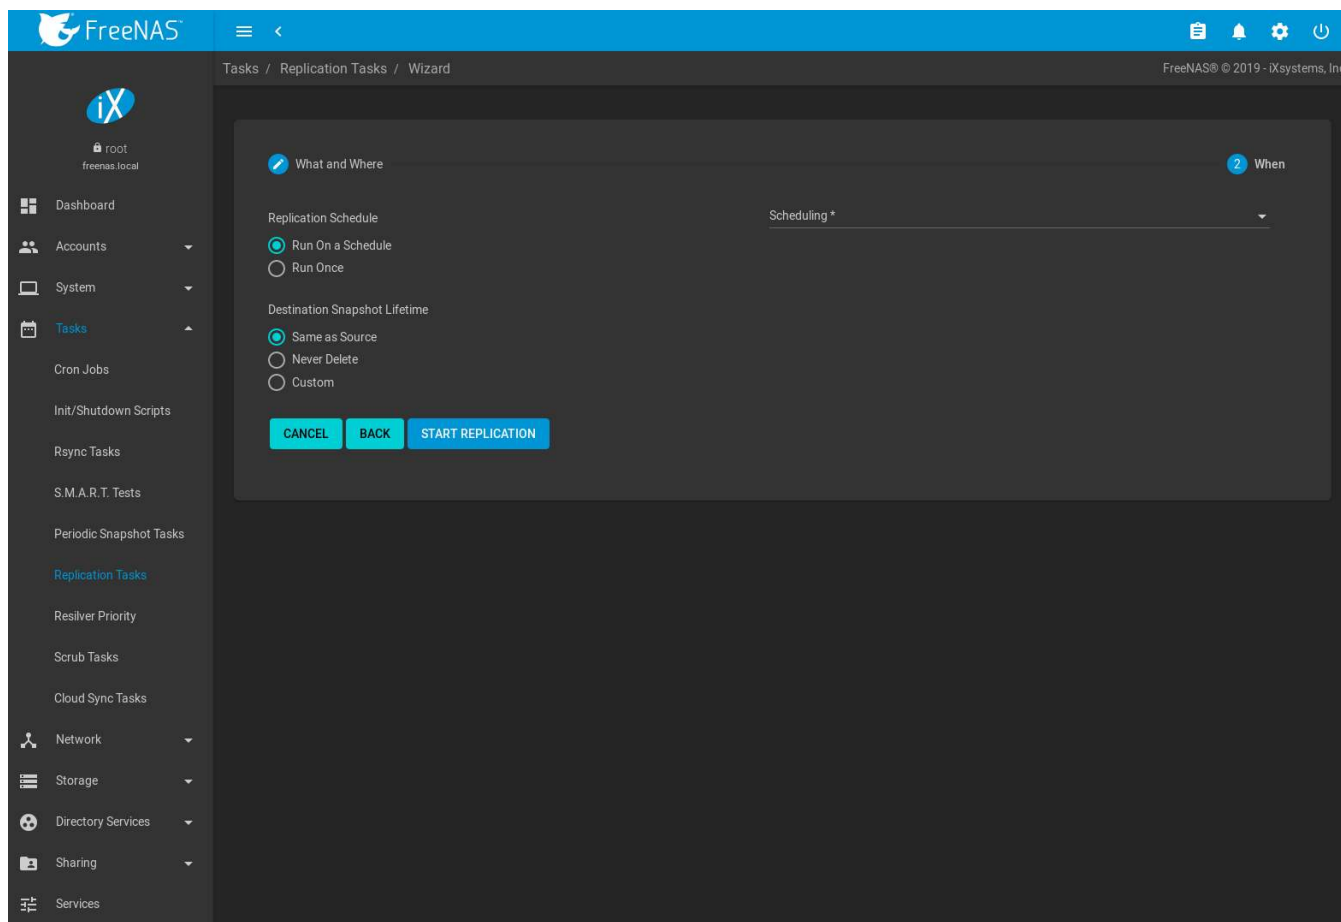 FreeNAS
Tasks / Replication Tasks / Wizard
FreeNAS® © 2019 - iXsystems, Inc
iX
root
freenas.local
Dashboard
Accounts
System
Tasks
Cron Jobs
Init/Shutdown Scripts
Rsync Tasks
S.M.A.R.T. Tests
Periodic Snapshot Tasks
Replication Tasks
Resilver Priority
Scrub Tasks
Cloud Sync Tasks
Network
Storage
Directory Services
Sharing
Services
What and Where
2 When
Replication Schedule
Run On a Schedule
Run Once
Scheduling *
Destination Snapshot Lifetime
Same as Source
Never Delete
Custom
CANCEL BACK START REPLICATION